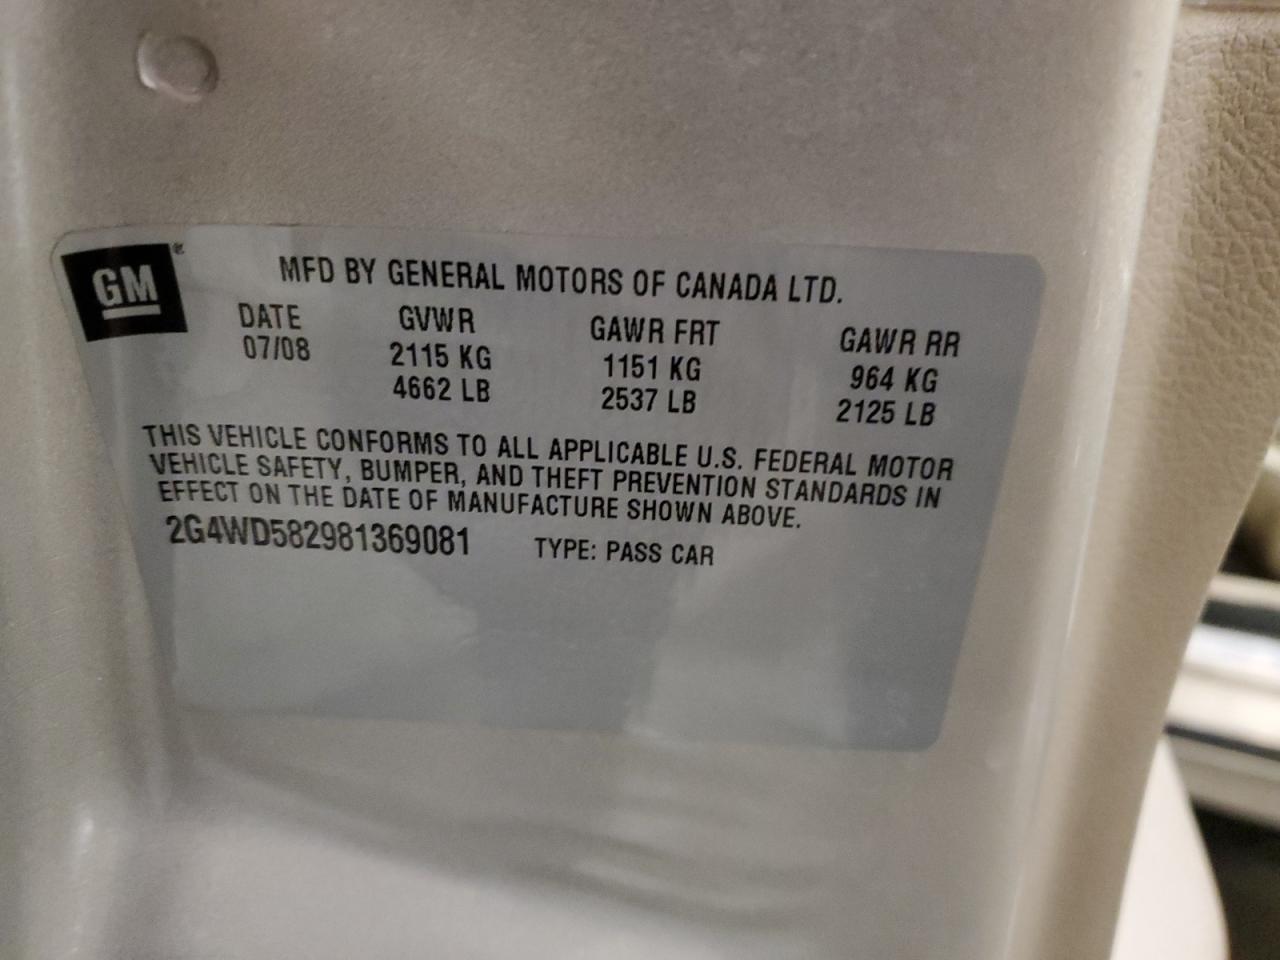 GM®
MFD BY GENERAL MOTORS OF CANADA LTD.
DATE GVWR GAWR FRT GAWR RR
07/08 2115 KG 1151 KG 964 KG
4662 LB 2537 LB 2125 LB
THIS VEHICLE CONFORMS TO ALL APPLICABLE U.S. FEDERAL MOTOR
VEHICLE SAFETY, BUMPER, AND THEFT PREVENTION STANDARDS IN
EFFECT ON THE DATE OF MANUFACTURE SHOWN ABOVE.
2G4WD582981369081 TYPE: PASS CAR